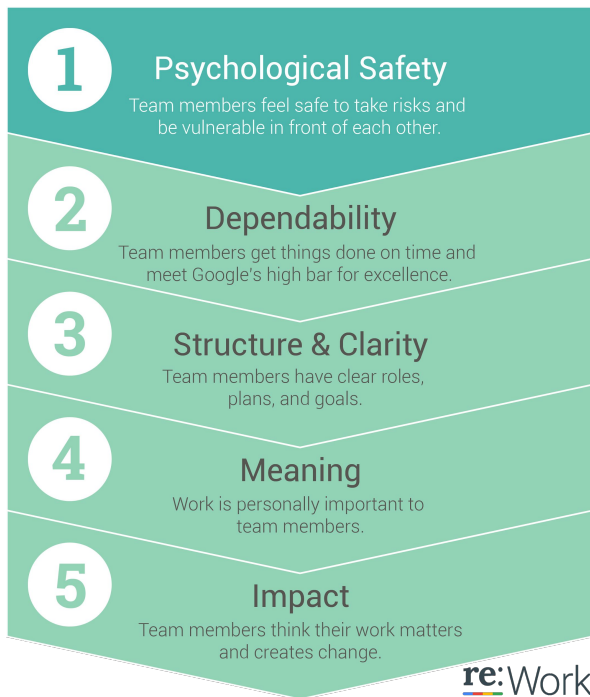 1
Psychological Safety
Team members feel safe to take risks and
be vulnerable in front of each other.
2
Dependability
Team members get things done on time and
meet Google's high bar for excellence.
3
Structure & Clarity
Team members have clear roles,
plans, and goals.
4
Meaning
Work is personally important to
team members.
5
Impact
Team members think their work matters
and creates change.
re:Work